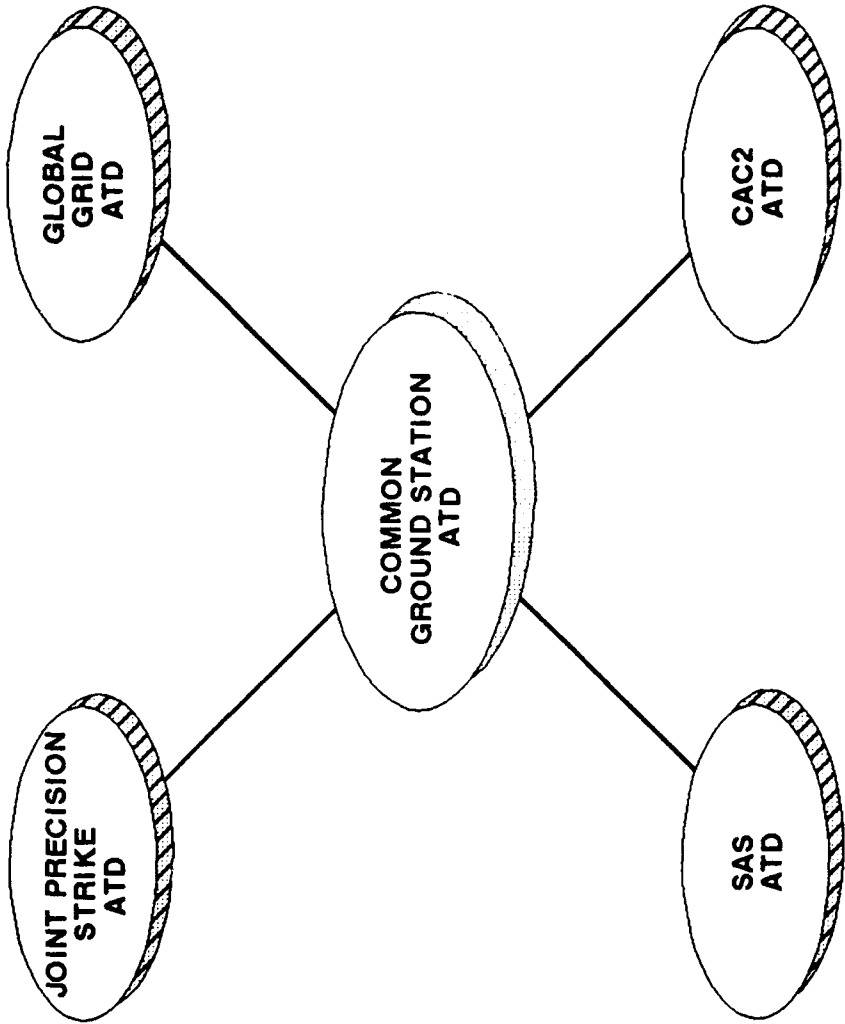 JOINT PRECISION
STRIKE
ATD
GLOBAL
GRID
ATD
COMMON
GROUND STATION
ATD
SAS
ATD
CAC2
ATD